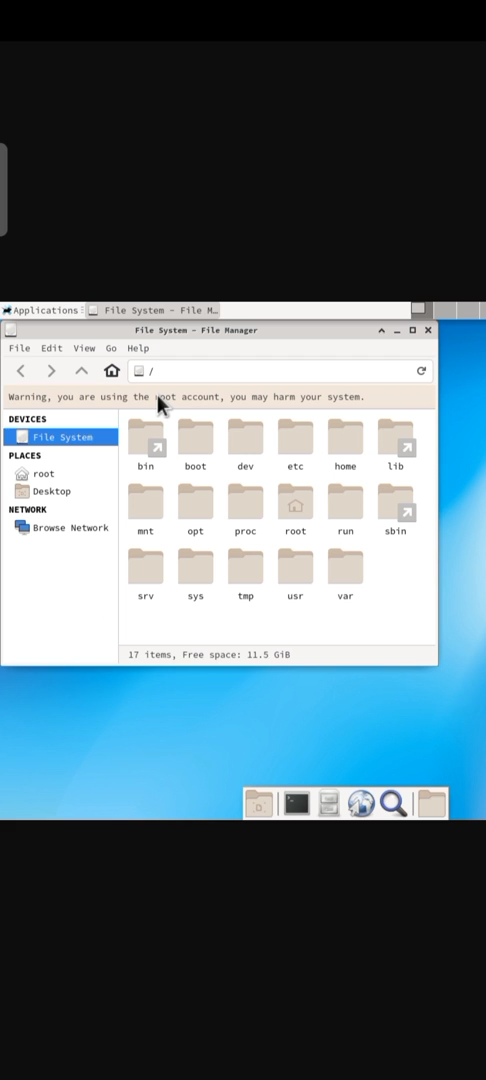 Applications
File System - File M…
File System - File Manager
File Edit View Go Help
/
Warning, you are using the root account, you may harm your system.
DEVICES
File System
PLACES
root
Desktop
NETWORK
Browse Network
bin boot dev etc home lib
mnt opt proc root run sbin
srv sys tmp usr var
17 items, Free space: 11.5 GiB